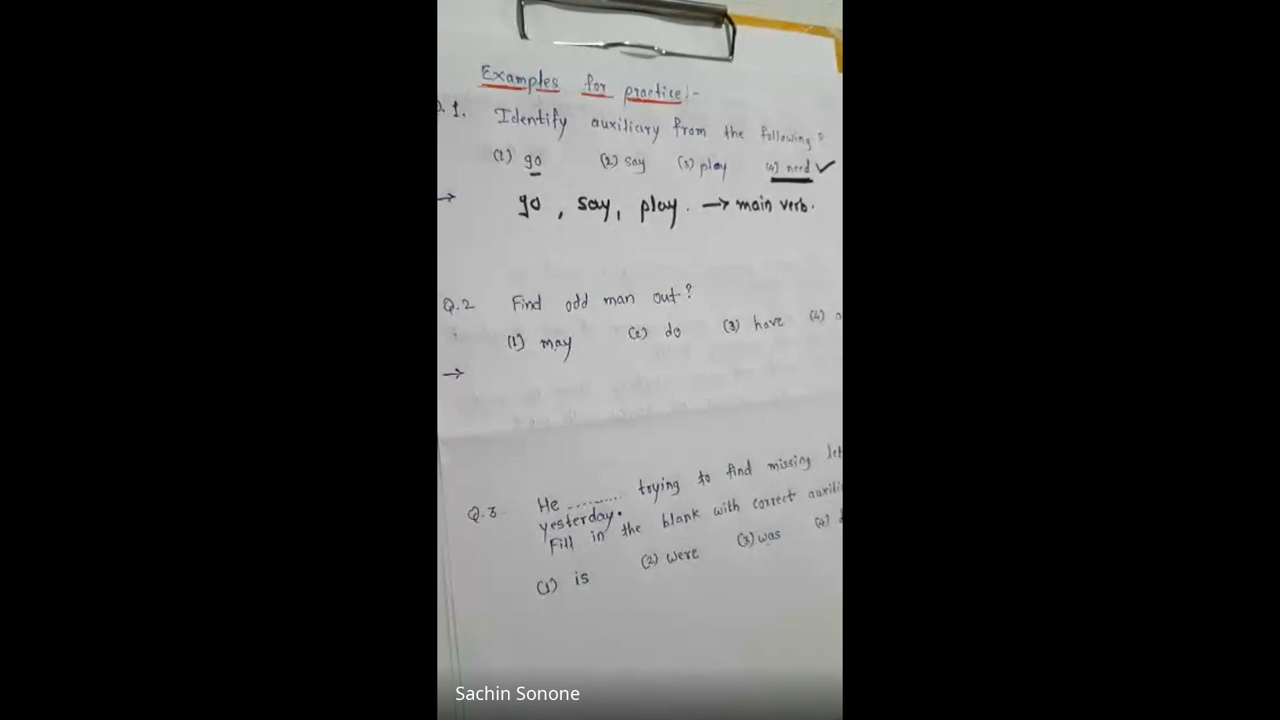 Examples for practice:-
Q.1. Identify auxiliary from the following?
(1) go (2) say (3) play (4) need ✓
→ go, say, play. → main verb.
Q.2 Find odd man out?
(1) may (2) do (3) have (4)
→
Q.3. He ......... trying to find missing
yesterday.
Fill in the blank with correct
(1) is (2) were (3) was (4)
Sachin Sonone